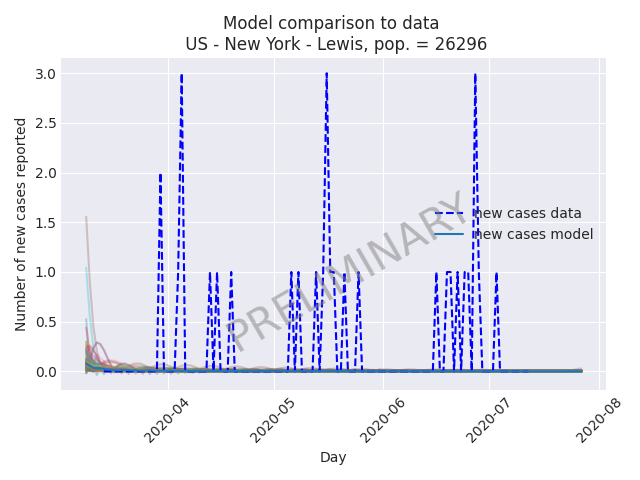 Model comparison to data
US - New York - Lewis, pop. = 26296
Number of new cases reported
3.0
2.5
2.0
1.5
1.0
0.5
0.0
PRELIMINARY
new cases data
new cases model
2020-04
2020-05
2020-06
2020-07
2020-08
Day